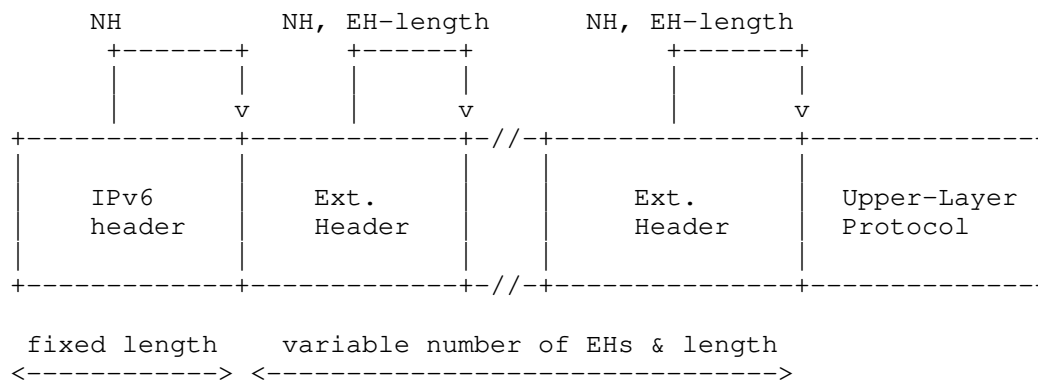 NH NH, EH-length NH, EH-length
IPv6 Ext. Ext. Upper-Layer
header Header Header Protocol
fixed length variable number of EHs & length